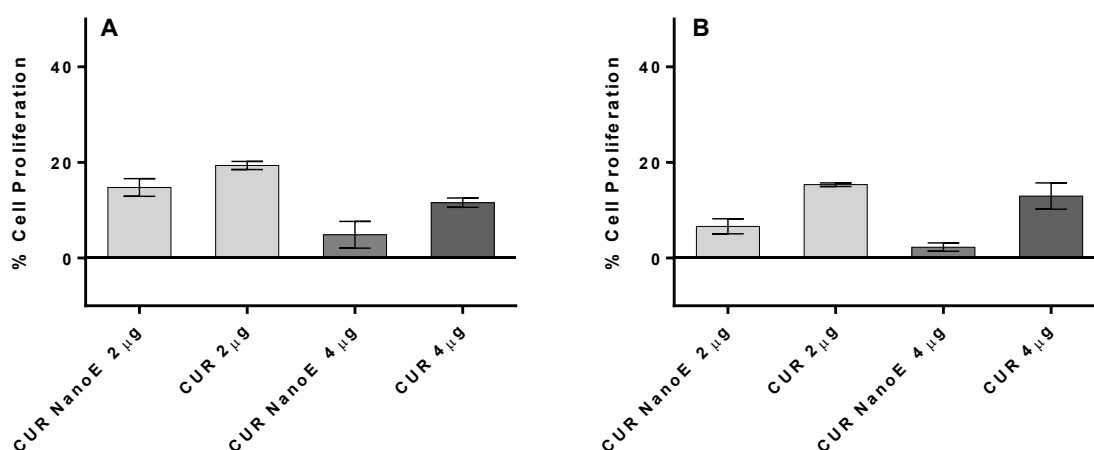 A
% Cell Proliferation
40
20
0
CUR NanoE 2 μg
CUR 2 μg
CUR NanoE 4 μg
CUR 4 μg
B
% Cell Proliferation
40
20
0
CUR NanoE 2 μg
CUR 2 μg
CUR NanoE 4 μg
CUR 4 μg